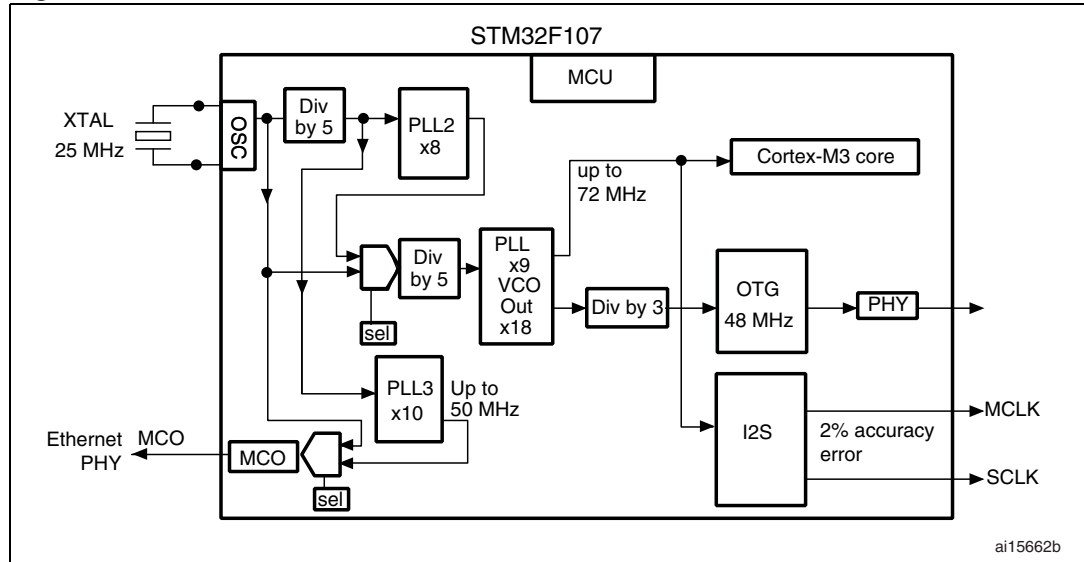 STM32F107
MCU
XTAL
25 MHz
OSC
Div
by 5
PLL2
x8
up to
72 MHz
Cortex-M3 core
Div
by 5
sel
PLL
x9
VCO
Out
x18
Div by 3
OTG
48 MHz
PHY
PLL3
x10
Up to
50 MHz
I2S
MCLK
2% accuracy
error
SCLK
Ethernet
PHY
MCO
MCO
sel
ai15662b